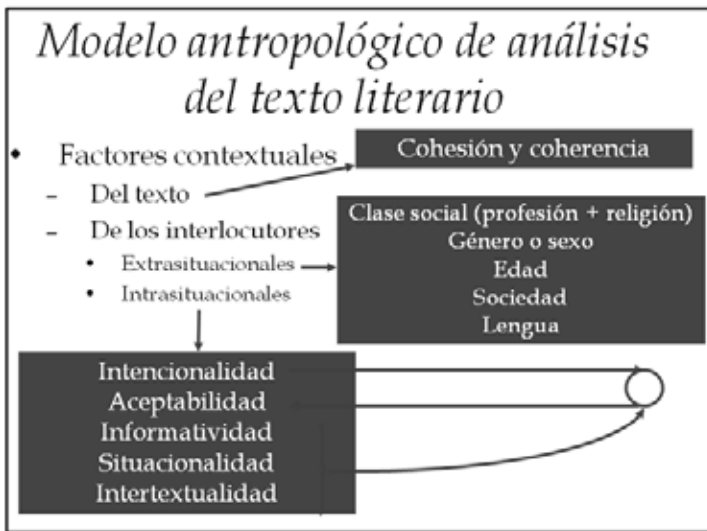 Modelo antropológico de análisis
del texto literario
• Factores contextuales
– Del texto
– De los interlocutores
• Extrasituacionales
• Intrasituacionales
Cohesión y coherencia
Clase social (profesión + religión)
Género o sexo
Edad
Sociedad
Lengua
Intencionalidad
Aceptabilidad
Informatividad
Situacionalidad
Intertextualidad